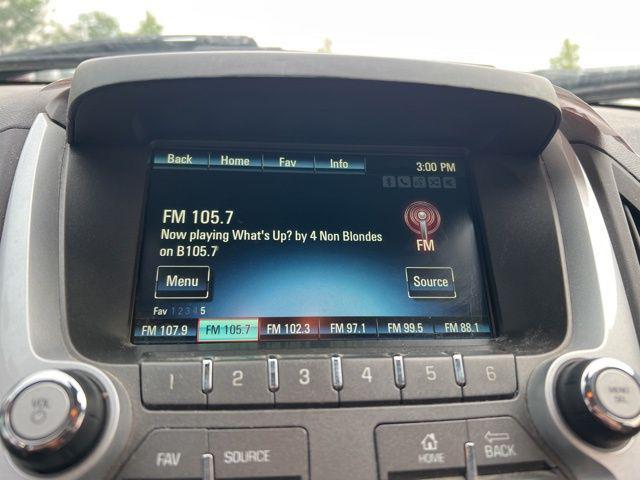 Back Home Fav Info 3:00 PM
FM 105.7
Now playing What's Up? by 4 Non Blondes
on B105.7
FM
Menu Source
Fav 1 2 3 4 5
FM 107.9 FM 105.7 FM 102.3 FM 97.1 FM 99.5 FM 88.1
1 2 3 4 5 6
VOL
MENU
SEL
FAV SOURCE HOME BACK